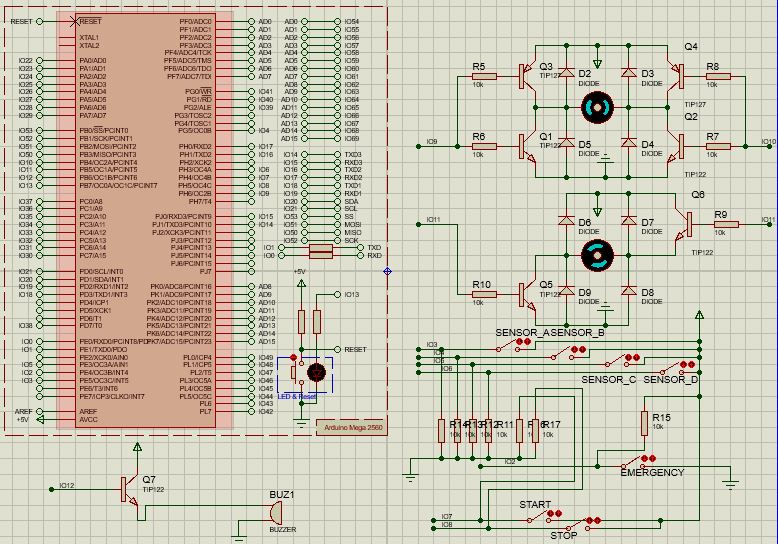 RESET
RESET
XTAL1
XTAL2
IO22 PA0/AD0
PA1/AD1
IO24 PA2/AD2
PA3/AD3
IO26 PA4/AD4
IO27 PA5/AD5
IO28 PA6/AD6
IO29 PA7/AD7
IO53 PB0/SS/PCINT0
IO52 PB1/SCK/PCINT1
IO51 PB2/MOSI/PCINT2
IO50 PB3/MISO/PCINT3
IO10 PB4/OC2A/PCINT4
IO11 PB5/OC1A/PCINT5
IO12 PB6/OC1B/PCINT6
IO13 PB7/OC0A/OC1C/PCINT7
IO37 PC0/A8
IO36 PC1/A9
IO35 PC2/A10
IO34 PC3/A11
IO33 PC4/A12
IO32 PC5/A13
IO31 PC6/A14
IO30 PC7/A15
IO21 PD0/SCL/INT0
IO20 PD1/SDA/INT1
IO19 PD2/RXD1/INT2
IO18 PD3/TXD1/INT3
PD4/ICP1
PD5/XCK1
PD6/T1
IO38 PD7/T0
IO0 PE0/RXD0/PCINT8
IO1 PE1/TXD0/PDO
PE2/XCK0/AIN0
IO5 PE3/OC3A/AIN1
IO2 PE4/OC3B/INT4
IO3 PE5/OC3C/INT5
PE6/T3/INT6
PE7/ICP3/CLKO/INT7
AREF AREF
+5V AVCC
PF0/ADC0 AD0
PF1/ADC1 AD1
PF2/ADC2 AD2
PF3/ADC3 AD3
PF4/ADC4/TCK AD4
PF5/ADC5/TMS AD5
PF6/ADC6/TDO AD6
PF7/ADC7/TDI AD7
PG0/WR IO41
PG1/RD IO40
PG2/ALE IO39
PG3/TOSC2
PG4/TOSC1
PG5/OC0B IO4
PH0/RXD2 IO17
PH1/TXD2 IO16
PH2/XCK2
PH3/OC4A IO6
PH4/OC4B IO7
PH5/OC4C IO8
PH6/OC2B IO9
PH7/T4
PJ0/RXD3/PCINT9 IO15
PJ1/TXD3/PCINT10 IO14
PJ2/XCK3/PCINT11
PJ3/PCINT12
PJ4/PCINT13
PJ5/PCINT14
PJ6/PCINT15
PJ7
PK0/ADC8/PCINT16 AD8
PK1/ADC9/PCINT17 AD9
PK2/ADC10/PCINT18 AD10
PK3/ADC11/PCINT19 AD11
PK4/ADC12/PCINT20 AD12
PK5/ADC13/PCINT21 AD13
PK6/ADC14/PCINT22 AD14
PK7/ADC15/PCINT23 AD15
PL0/ICP4 IO49
PL1/ICP5 IO48
PL2/T5 IO47
PL3/OC5A IO46
PL4/OC5B IO45
PL5/OC5C IO44
PL6 IO43
PL7 IO42
AD0 IO54
AD1 IO55
AD2 IO56
AD3 IO57
AD4 IO58
AD5 IO59
AD6 IO60
AD7 IO61
AD8 IO62
AD9 IO63
AD10 IO64
AD11 IO65
AD12 IO66
AD13 IO67
AD14 IO68
AD15 IO69
IO14 TXD3
IO15 RXD3
IO16 TXD2
IO17 RXD2
IO18 TXD1
IO19 RXD1
IO20 SDA
IO21 SCL
IO53 SS
IO51 MOSI
IO50 MISO
IO52 SCK
IO1 TXD
IO0 RXD
+5V
IO13
RESET
LED & Reset
Arduino Mega 2560
Q4
R5
10k
Q3
TIP127
D2
DIODE
D3
DIODE
R8
10k
TIP127
Q2
IO9
R6
10k
Q1
TIP122
D5
DIODE
D4
DIODE
R7
10k
IO10
Q6
IO11
D6
DIODE
D7
DIODE
R9
10k
IO11
TIP122
R10
10k
Q5
TIP122
D9
DIODE
D8
DIODE
SENSOR_A
SENSOR_B
IO3
IO4
IO5
IO6
SENSOR_C
SENSOR_D
R11
10k
R17
10k
R15
10k
IO2
EMERGENCY
START
IO7
IO8
STOP
IO12
Q7
TIP122
BUZ1
BUZZER